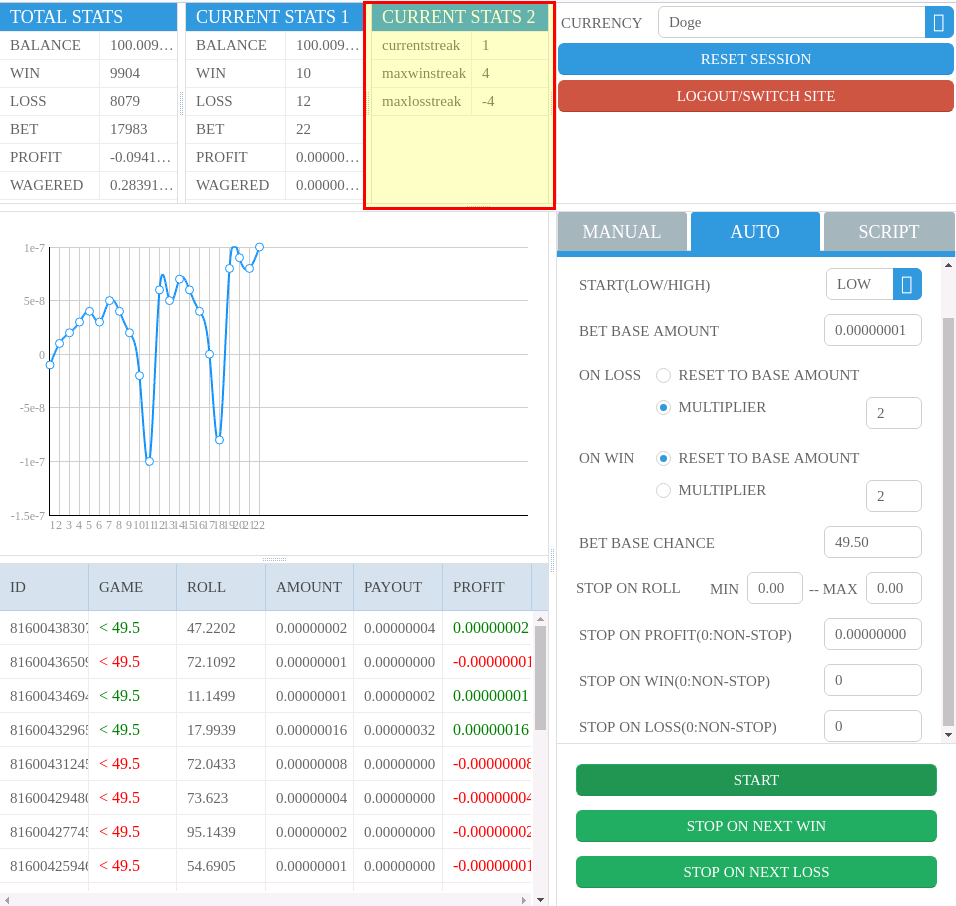 TOTAL STATS
BALANCE 100.009…
WIN 9904
LOSS 8079
BET 17983
PROFIT -0.0941…
WAGERED 0.28391…
CURRENT STATS 1
BALANCE 100.009…
WIN 10
LOSS 12
BET 22
PROFIT 0.00000…
WAGERED 0.00000…
CURRENT STATS 2
currentstreak 1
maxwinstreak 4
maxlosstreak -4
CURRENCY Doge
RESET SESSION
LOGOUT/SWITCH SITE
1e-7
5e-8
0
-5e-8
-1e-7
-1.5e-7
1 2 3 4 5 6 7 8 9 10 11 12 13 14 15 16 17 18 19 20 21 22
ID GAME ROLL AMOUNT PAYOUT PROFIT
81600438307 < 49.5 47.2202 0.00000002 0.00000004 0.00000002
81600436509 < 49.5 72.1092 0.00000001 0.00000000 -0.00000001
81600434694 < 49.5 11.1499 0.00000001 0.00000002 0.00000001
81600432965 < 49.5 17.9939 0.00000016 0.00000032 0.00000016
81600431245 < 49.5 72.0433 0.00000008 0.00000000 -0.00000008
81600429480 < 49.5 73.623 0.00000004 0.00000000 -0.00000004
81600427745 < 49.5 95.1439 0.00000002 0.00000000 -0.00000002
81600425946 < 49.5 54.6905 0.00000001 0.00000000 -0.00000001
MANUAL AUTO SCRIPT
START(LOW/HIGH) LOW
BET BASE AMOUNT 0.00000001
ON LOSS RESET TO BASE AMOUNT
MULTIPLIER 2
ON WIN RESET TO BASE AMOUNT
MULTIPLIER 2
BET BASE CHANCE 49.50
STOP ON ROLL MIN 0.00 -- MAX 0.00
STOP ON PROFIT(0:NON-STOP) 0.00000000
STOP ON WIN(0:NON-STOP) 0
STOP ON LOSS(0:NON-STOP) 0
START
STOP ON NEXT WIN
STOP ON NEXT LOSS